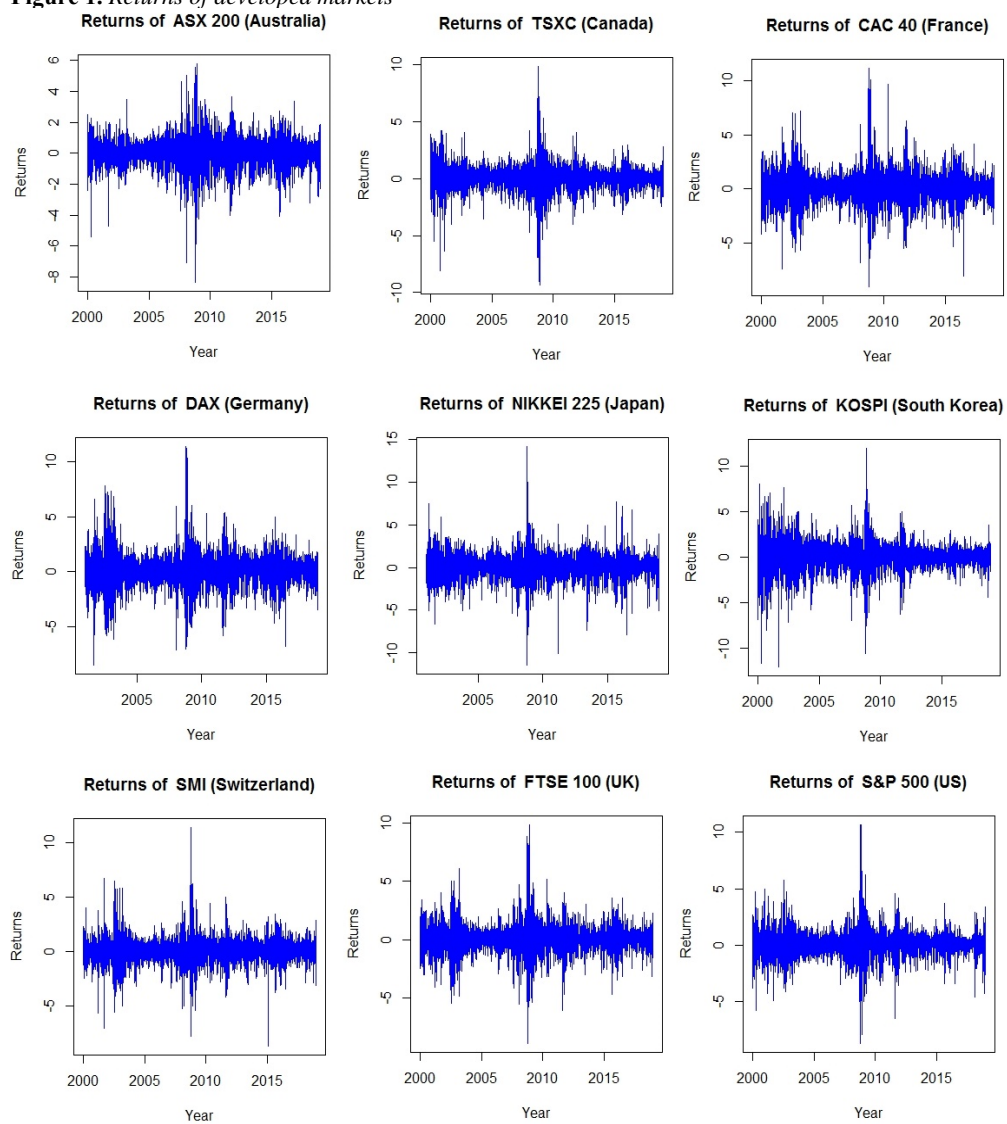 Figure 1. Returns of developed markets
Returns of ASX 200 (Australia)
Returns
6
4
2
0
-2
-4
-6
-8
2000 2005 2010 2015
Year
Returns of TSXC (Canada)
Returns
10
5
0
-5
-10
2000 2005 2010 2015
Year
Returns of CAC 40 (France)
Returns
10
5
0
-5
2000 2005 2010 2015
Year
Returns of DAX (Germany)
Returns
10
5
0
-5
2005 2010 2015
Year
Returns of NIKKEI 225 (Japan)
Returns
15
10
5
0
-5
-10
2005 2010 2015
Year
Returns of KOSPI (South Korea)
Returns
10
5
0
-5
-10
2000 2005 2010 2015
Year
Returns of SMI (Switzerland)
Returns
10
5
0
-5
2000 2005 2010 2015
Year
Returns of FTSE 100 (UK)
Returns
10
5
0
-5
2000 2005 2010 2015
Year
Returns of S&P 500 (US)
Returns
10
5
0
-5
2000 2005 2010 2015
Year